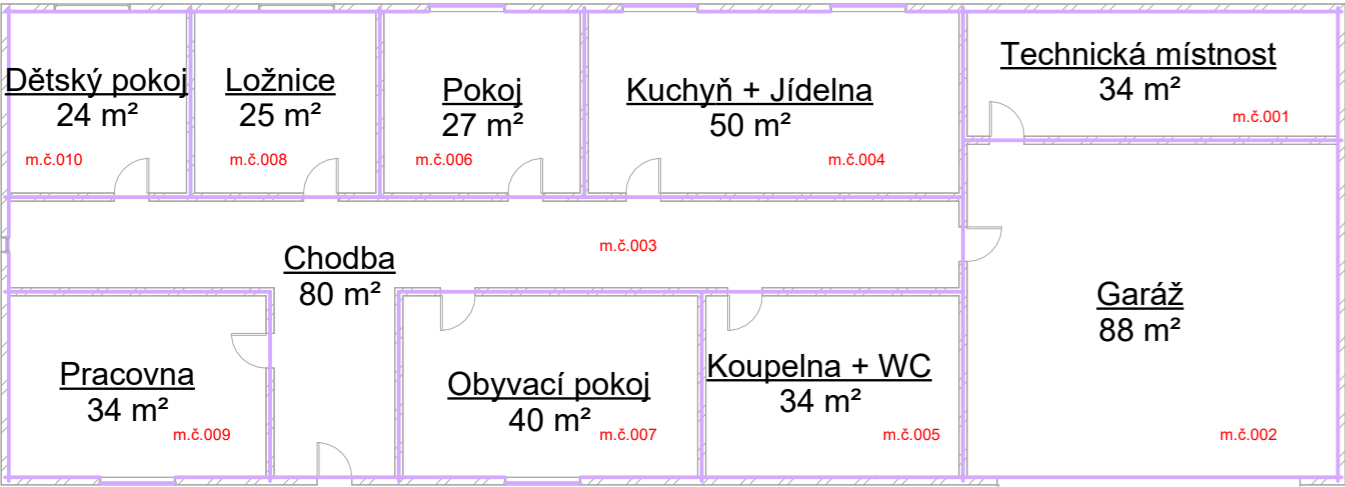 Dětský pokoj
24 m²
m.č.010
Ložnice
25 m²
m.č.008
Pokoj
27 m²
m.č.006
Kuchyň + Jídelna
50 m²
m.č.004
Technická místnost
34 m²
m.č.001
Chodba
80 m²
m.č.003
Garáž
88 m²
m.č.002
Pracovna
34 m²
m.č.009
Obyvací pokoj
40 m²
m.č.007
Koupelna + WC
34 m²
m.č.005